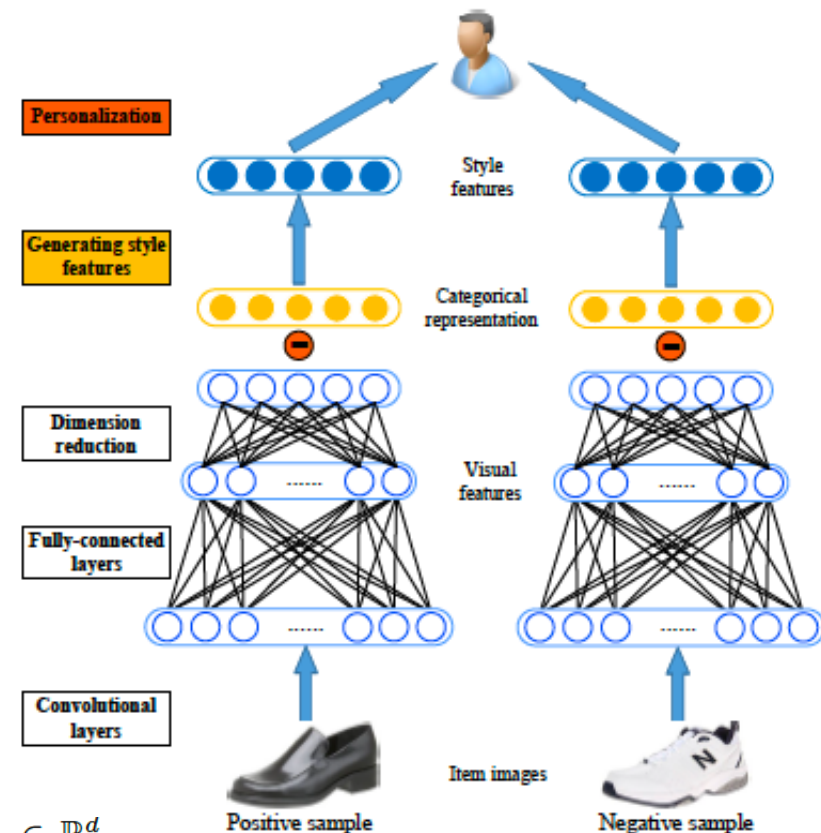 Personalization
Style
features
Generating style
features
Categorical
representation
Dimension
reduction
Visual
features
......
......
Fully-connected
layers
......
......
Convolutional
layers
Item images
N
∈ ℝ^d
Positive sample
Negative sample